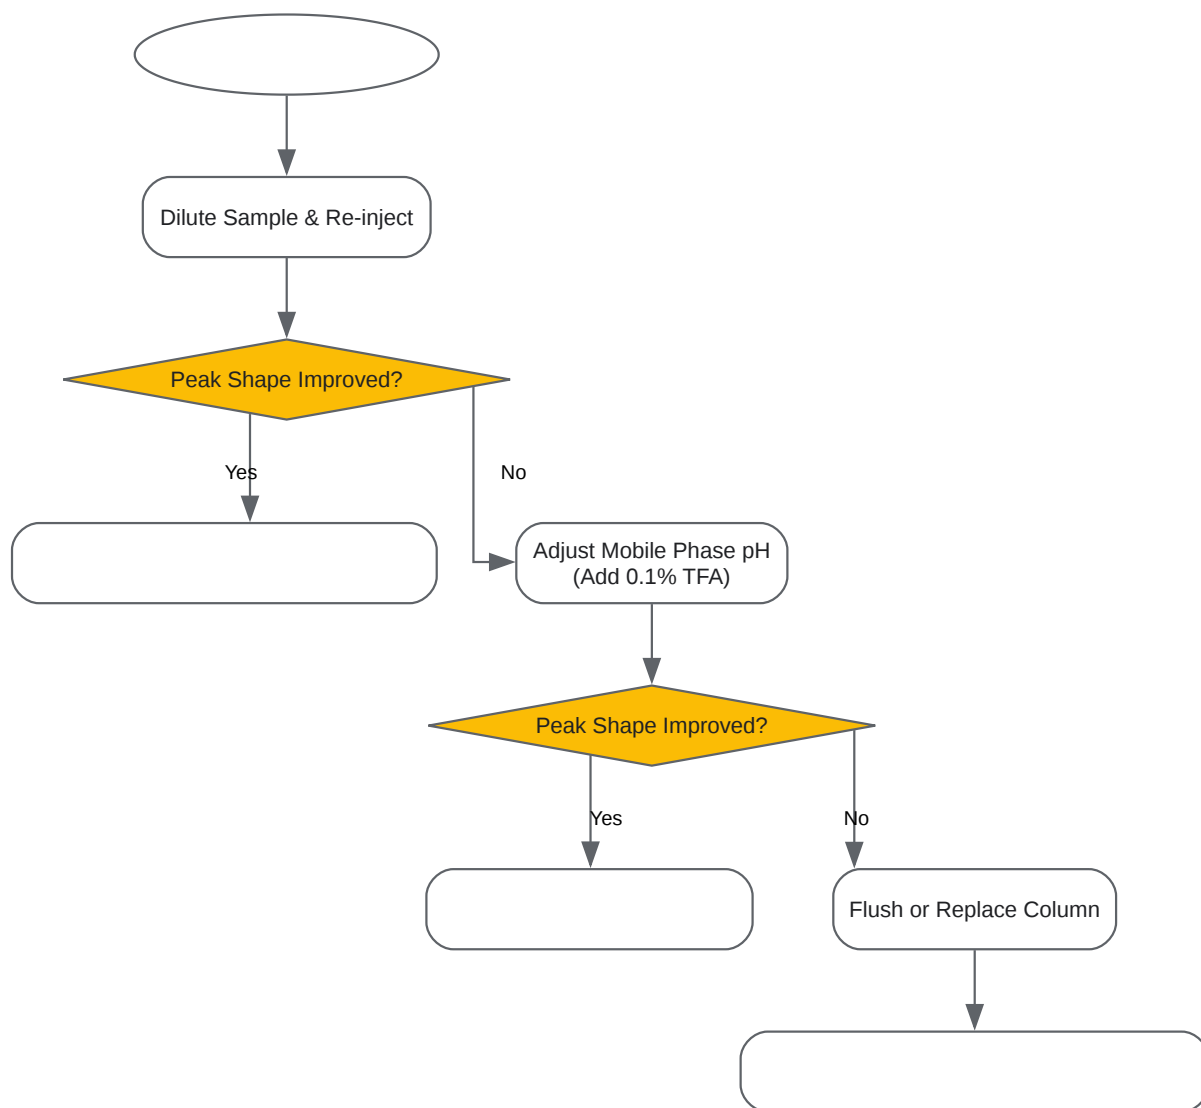 Dilute Sample & Re-inject
Peak Shape Improved?
Yes
No
Adjust Mobile Phase pH
(Add 0.1% TFA)
Peak Shape Improved?
Yes
No
Flush or Replace Column